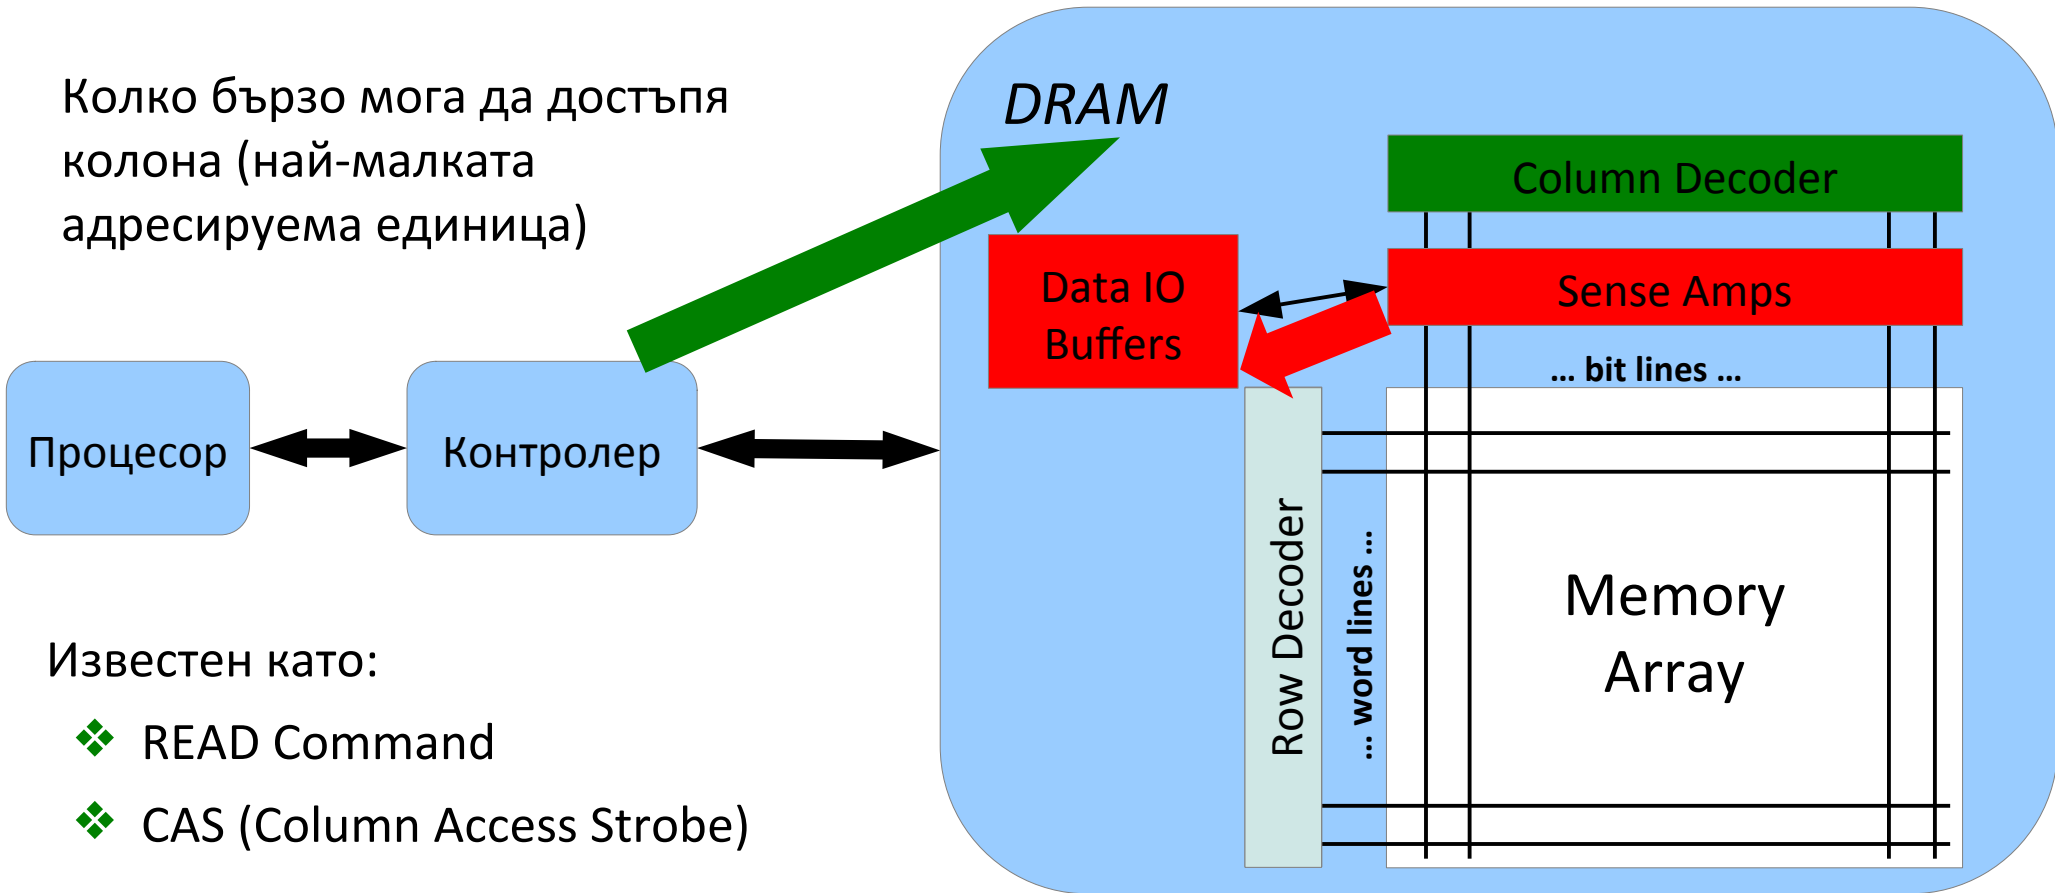 Колко бързо мога да достъпя
колона (най-малката
адресируема единица)
DRAM
Column Decoder
Data IO
Buffers
Sense Amps
... bit lines ...
Процесор
Контролер
Row Decoder
... word lines ...
Memory
Array
Известен като:
❖ READ Command
❖ CAS (Column Access Strobe)